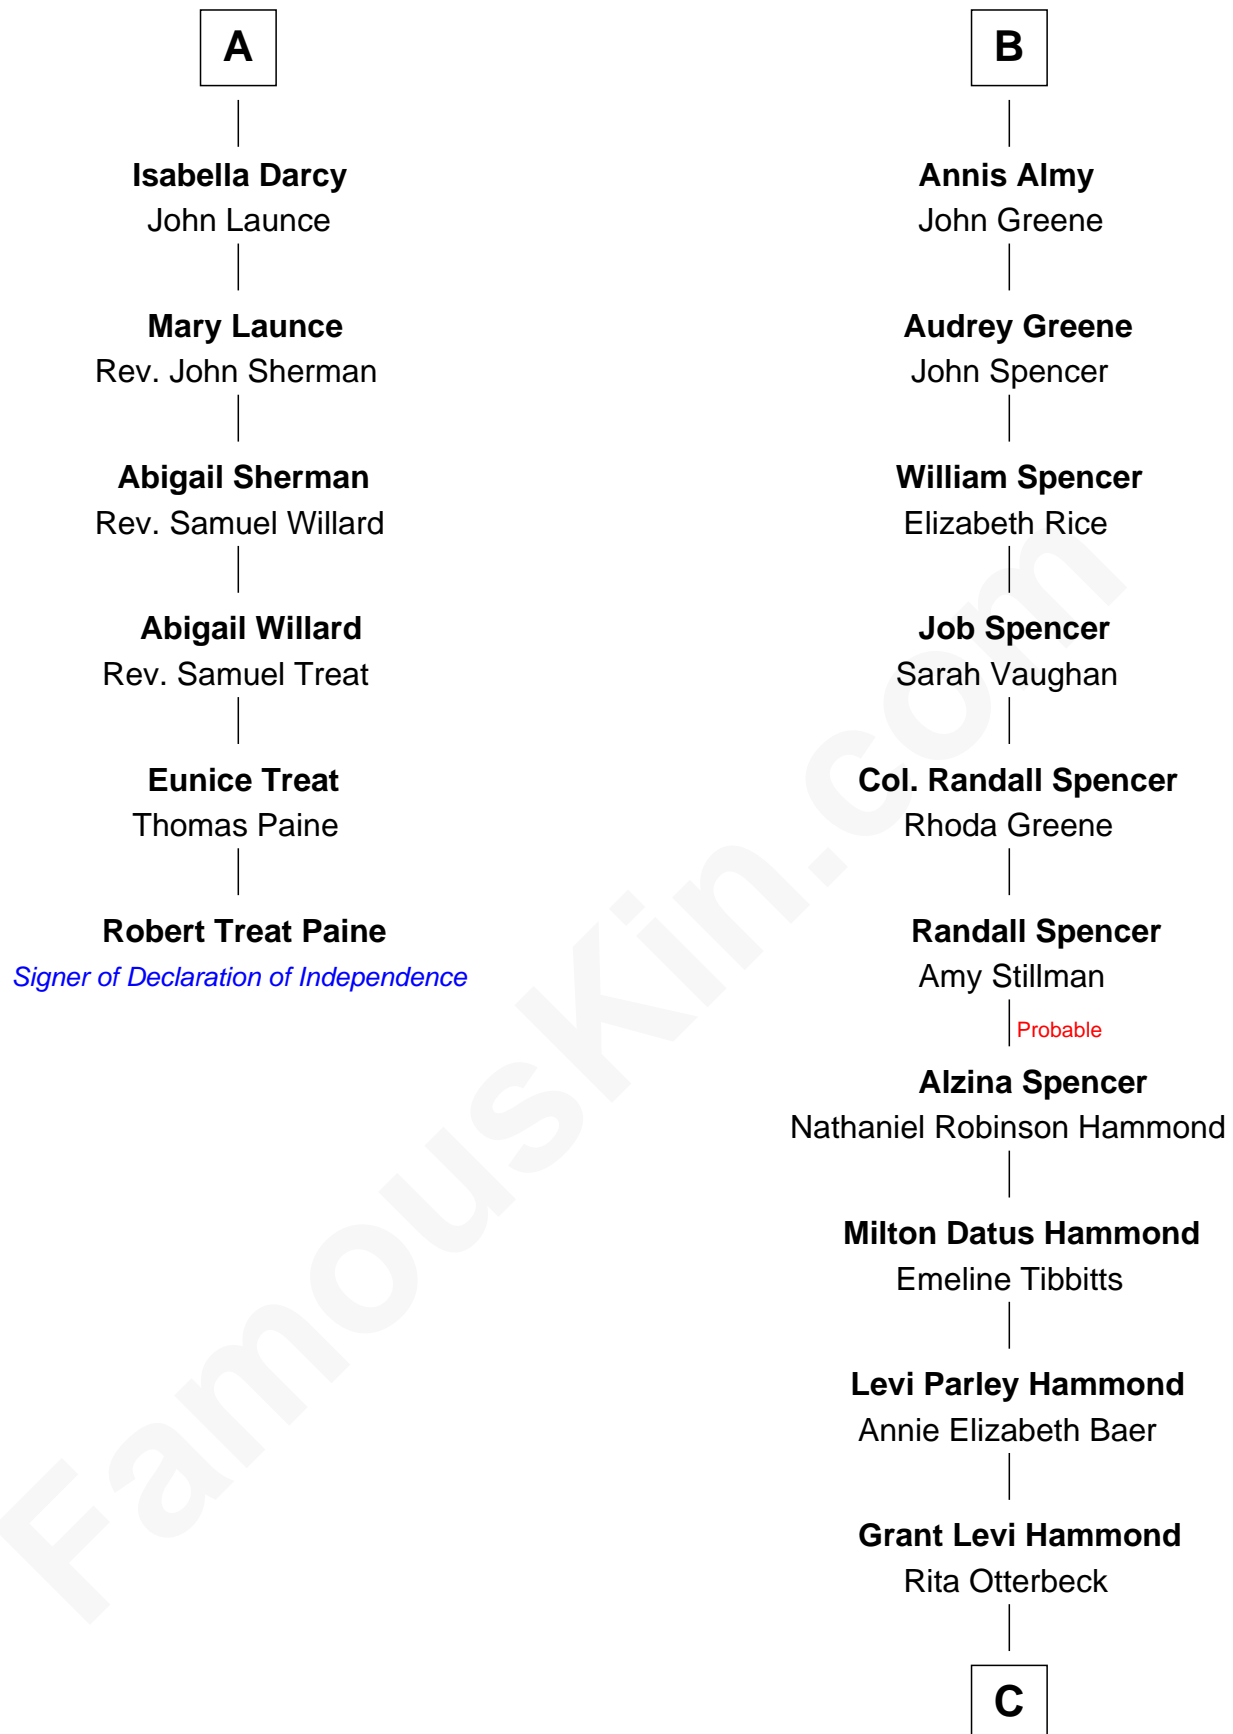 A
Isabella Darcy
John Launce
Mary Launce
Rev. John Sherman
Abigail Sherman
Rev. Samuel Willard
Abigail Willard
Rev. Samuel Treat
Eunice Treat
Thomas Paine
Robert Treat Paine
Signer of Declaration of Independence
B
Annis Almy
John Greene
Audrey Greene
John Spencer
William Spencer
Elizabeth Rice
Job Spencer
Sarah Vaughan
Col. Randall Spencer
Rhoda Greene
Randall Spencer
Amy Stillman
Probable
Alzina Spencer
Nathaniel Robinson Hammond
Milton Datus Hammond
Emeline Tibbitts
Levi Parley Hammond
Annie Elizabeth Baer
Grant Levi Hammond
Rita Otterbeck
C
FamousKin.com